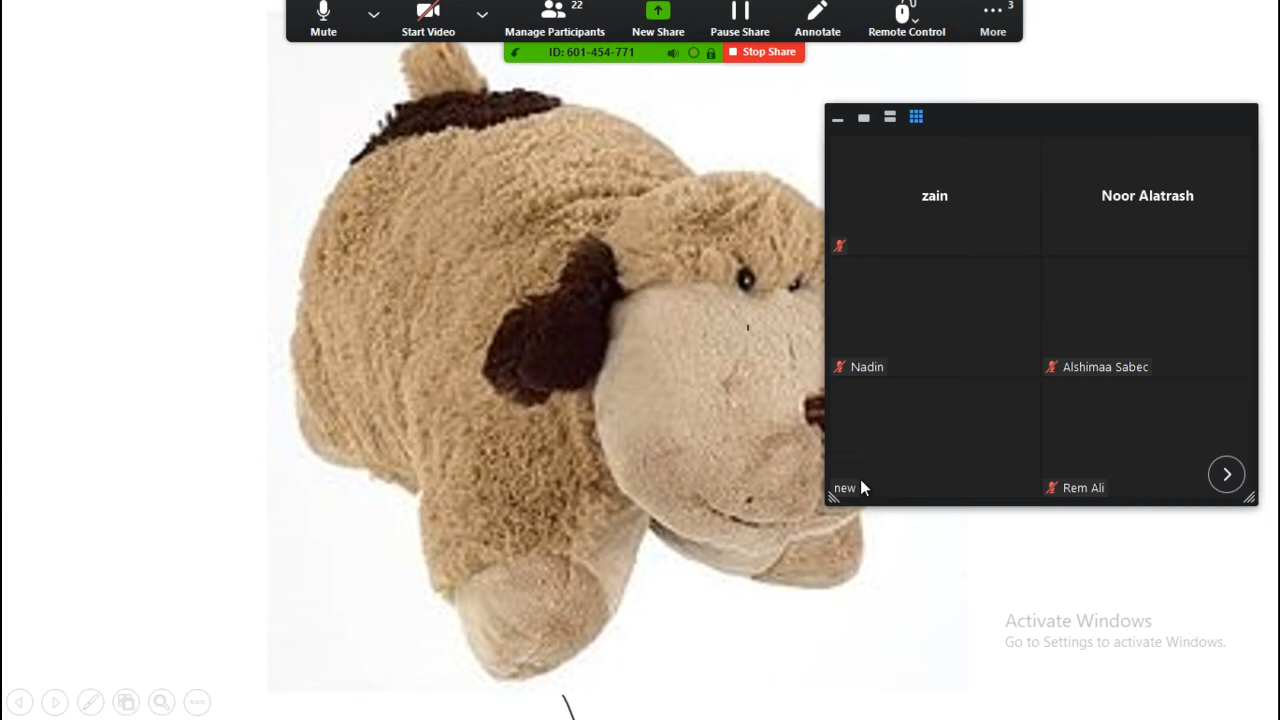 22
3
Mute
Start Video
Manage Participants
New Share
Pause Share
Annotate
Remote Control
More
ID: 601-454-771
Stop Share
zain
Noor Alatrash
Nadin
Alshimaa Sabec
new
Rem Ali
Activate Windows
Go to Settings to activate Windows.